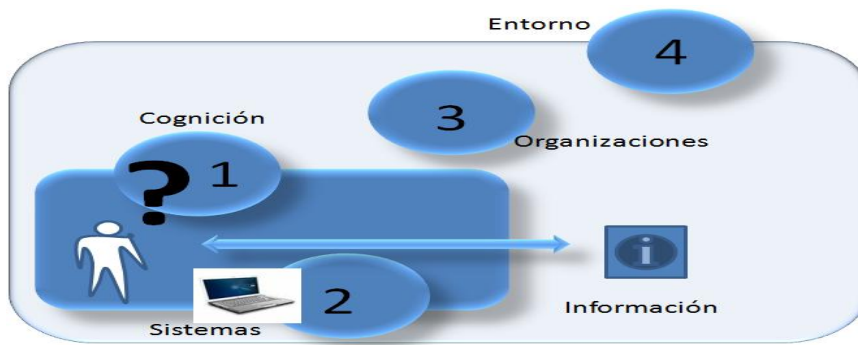 Entorno
4
Cognición
3
Organizaciones
? 1
i
2
Información
Sistemas